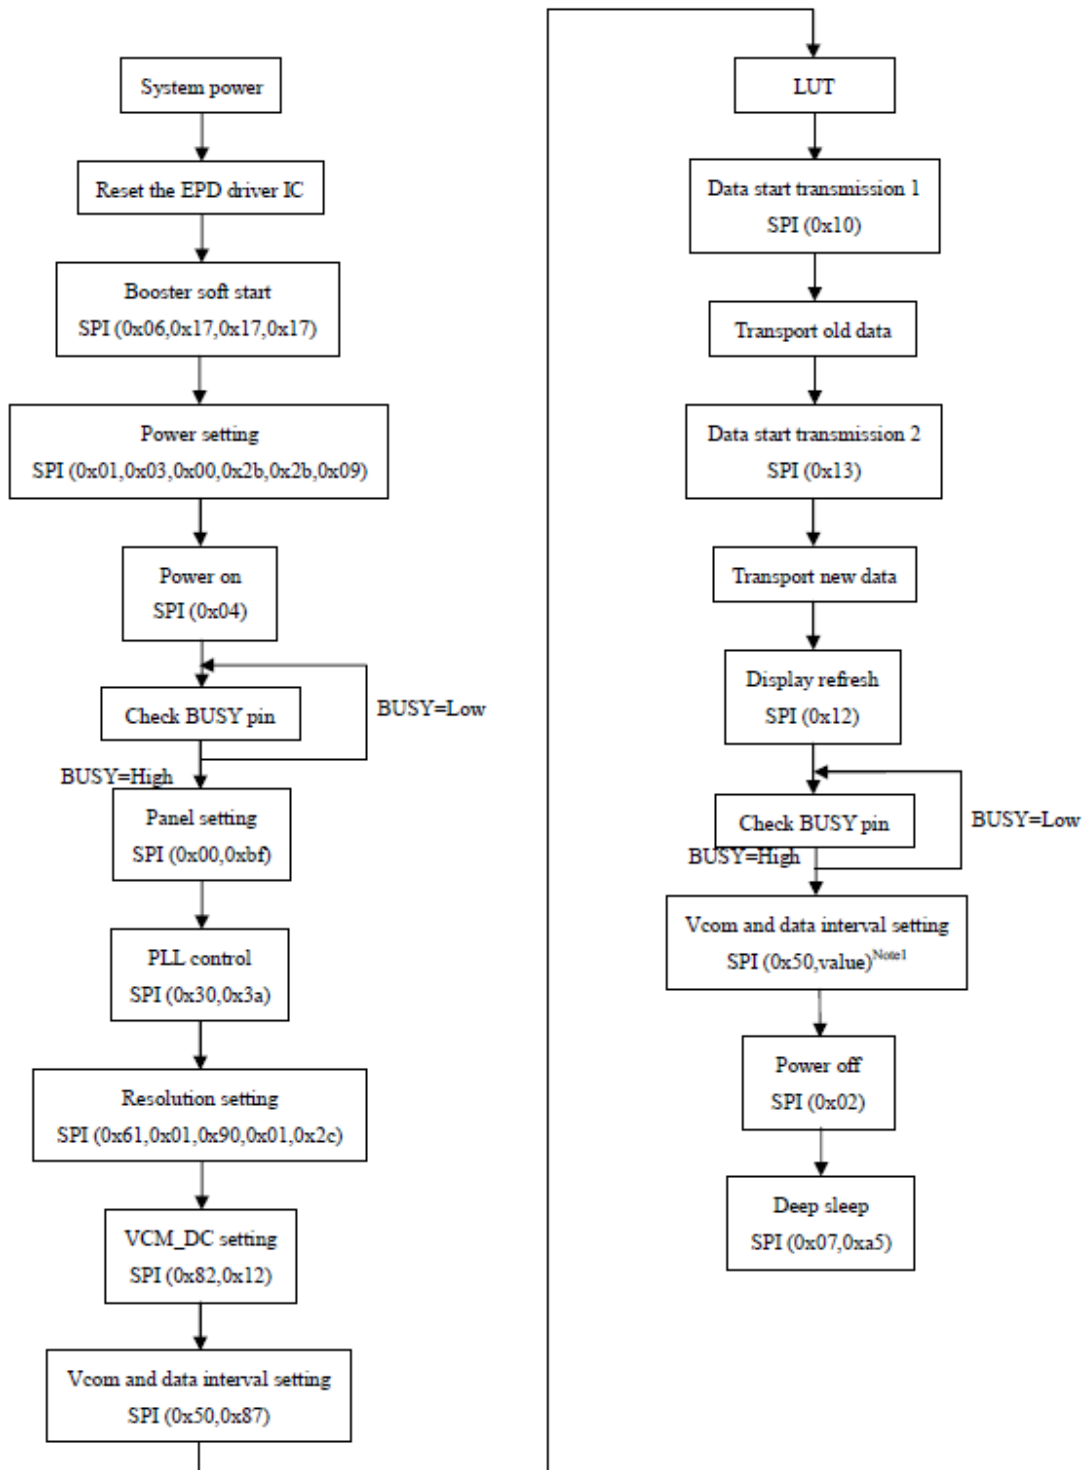 System power
Reset the EPD driver IC
Booster soft start
SPI (0x06,0x17,0x17,0x17)
Power setting
SPI (0x01,0x03,0x00,0x2b,0x2b,0x09)
Power on
SPI (0x04)
Check BUSY pin
BUSY=Low
BUSY=High
Panel setting
SPI (0x00,0xbf)
PLL control
SPI (0x30,0x3a)
Resolution setting
SPI (0x61,0x01,0x90,0x01,0x2c)
VCM_DC setting
SPI (0x82,0x12)
Vcom and data interval setting
SPI (0x50,0x87)
LUT
Data start transmission 1
SPI (0x10)
Transport old data
Data start transmission 2
SPI (0x13)
Transport new data
Display refresh
SPI (0x12)
Check BUSY pin
BUSY=Low
BUSY=High
Vcom and data interval setting
SPI (0x50,value)Note1
Power off
SPI (0x02)
Deep sleep
SPI (0x07,0xa5)